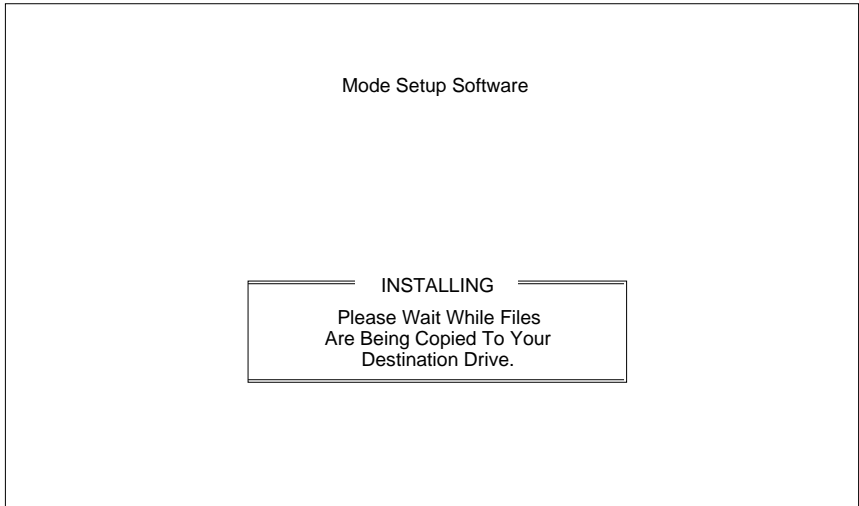 Mode Setup Software
INSTALLING
Please Wait While Files
Are Being Copied To Your
Destination Drive.